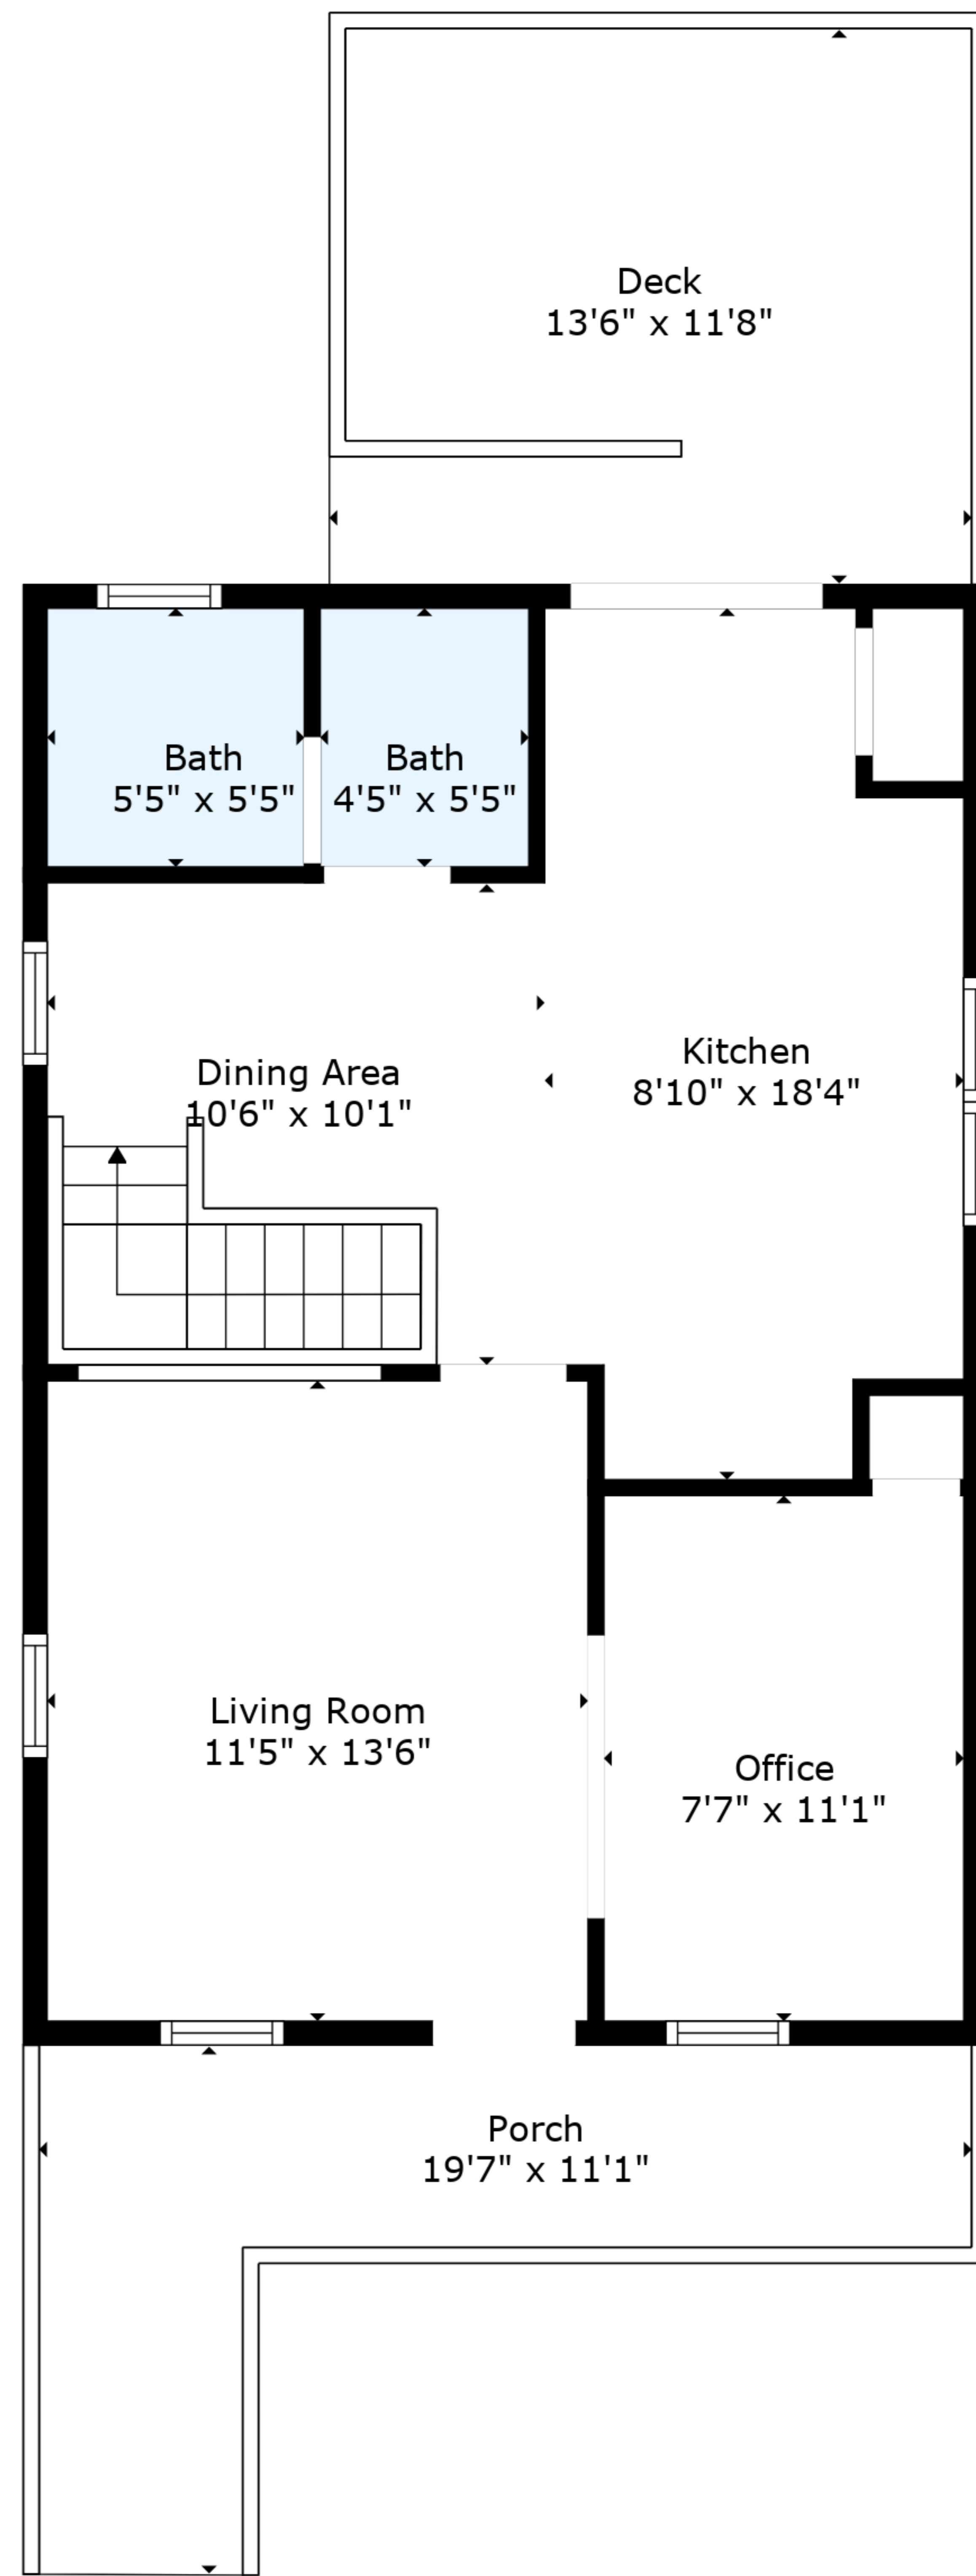 Deck
13'6" x 11'8"
Bath
5'5" x 5'5"
Bath
4'5" x 5'5"
Kitchen
8'10" x 18'4"
Dining Area
10'6" x 10'1"
Living Room
11'5" x 13'6"
Office
7'7" x 11'1"
Porch
19'7" x 11'1"